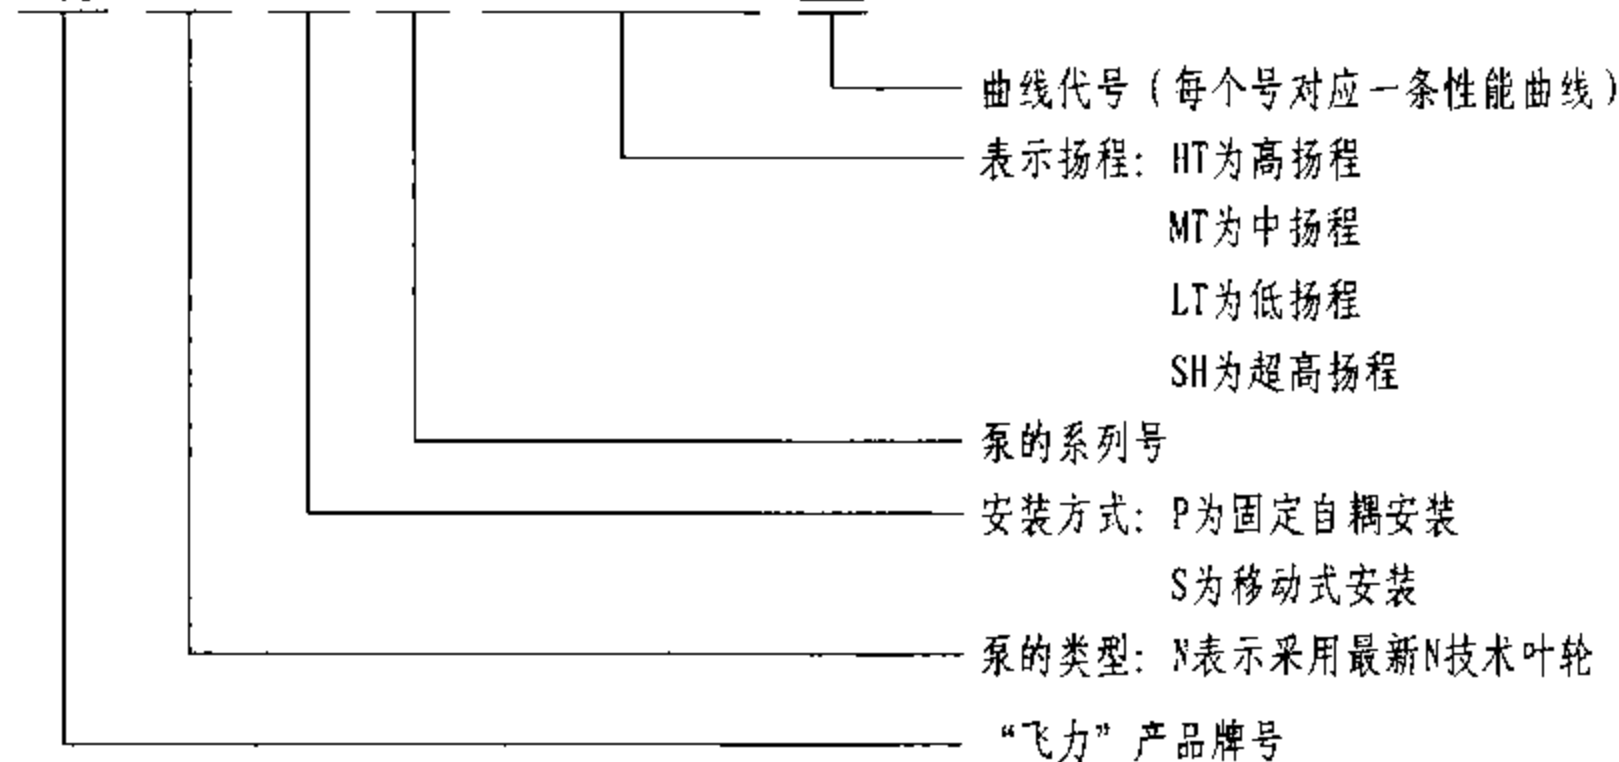 曲线代号（每个号对应一条性能曲线）
表示扬程: HT为高扬程
MT为中扬程
LT为低扬程
SH为超高扬程
泵的系列号
安装方式: P为固定自耦安装
S为移动式安装
泵的类型: N表示采用最新N技术叶轮
“飞力”产品牌号